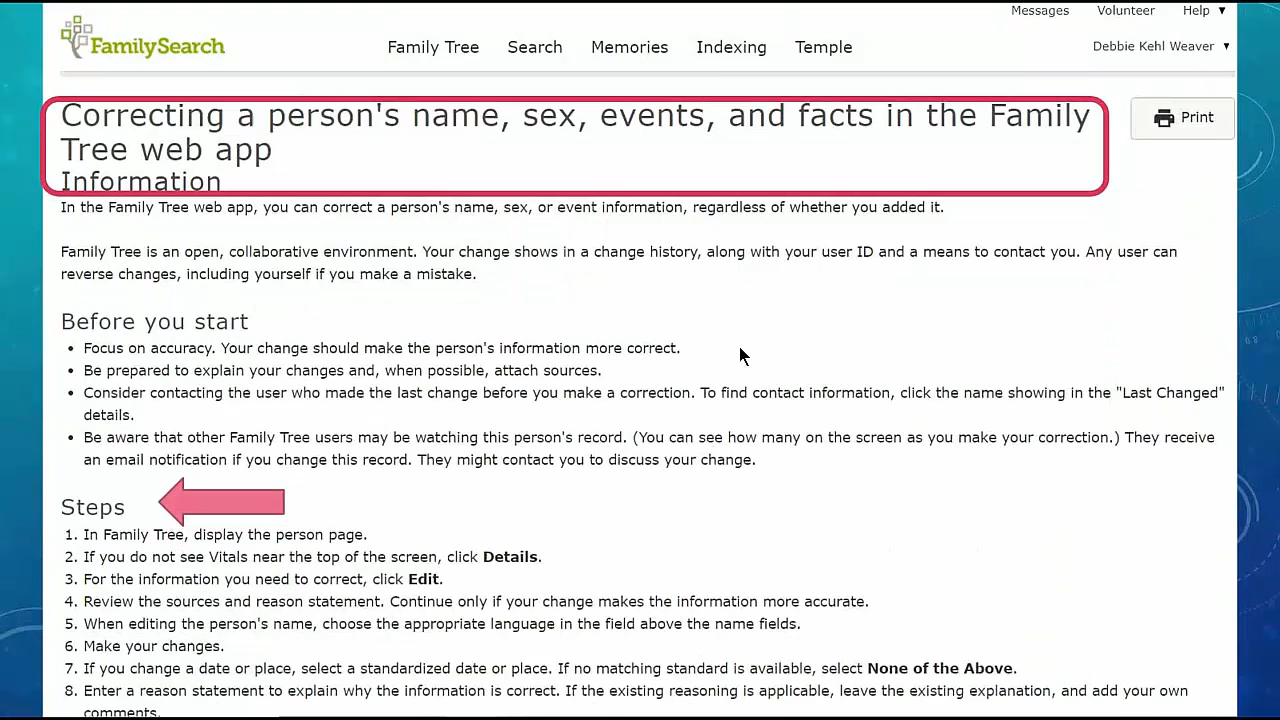 Messages Volunteer Help
FamilySearch Family Tree Search Memories Indexing Temple Debbie Kehl Weaver
Correcting a person's name, sex, events, and facts in the Family
Tree web app
Print
Information
In the Family Tree web app, you can correct a person's name, sex, or event information, regardless of whether you added it.
Family Tree is an open, collaborative environment. Your change shows in a change history, along with your user ID and a means to contact you. Any user can
reverse changes, including yourself if you make a mistake.
Before you start
• Focus on accuracy. Your change should make the person's information more correct.
• Be prepared to explain your changes and, when possible, attach sources.
• Consider contacting the user who made the last change before you make a correction. To find contact information, click the name showing in the "Last Changed"
details.
• Be aware that other Family Tree users may be watching this person's record. (You can see how many on the screen as you make your correction.) They receive
an email notification if you change this record. They might contact you to discuss your change.
Steps
1. In Family Tree, display the person page.
2. If you do not see Vitals near the top of the screen, click Details.
3. For the information you need to correct, click Edit.
4. Review the sources and reason statement. Continue only if your change makes the information more accurate.
5. When editing the person's name, choose the appropriate language in the field above the name fields.
6. Make your changes.
7. If you change a date or place, select a standardized date or place. If no matching standard is available, select None of the Above.
8. Enter a reason statement to explain why the information is correct. If the existing reasoning is applicable, leave the existing explanation, and add your own
comments.